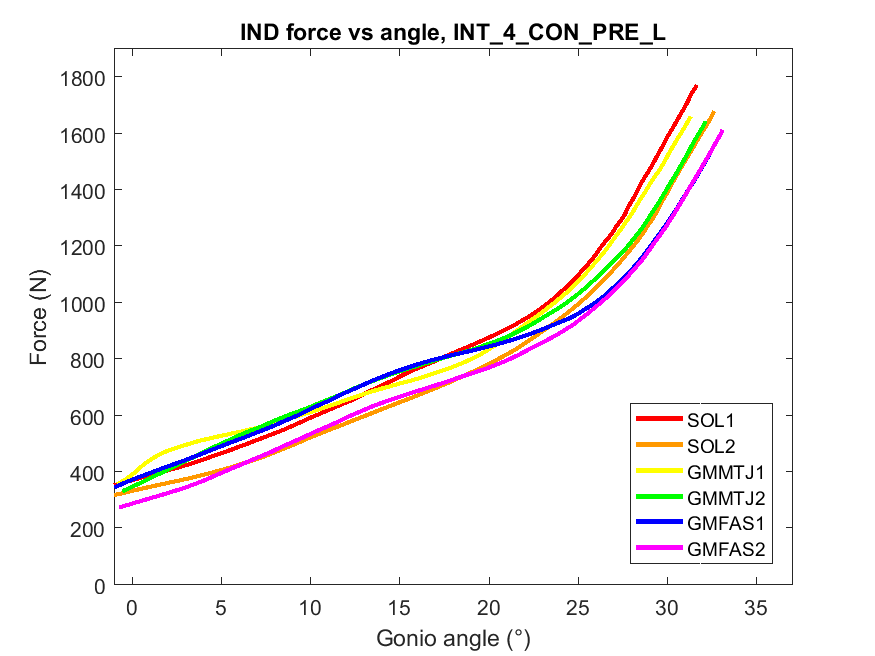 IND force vs angle, INT_4_CON_PRE_L
1800
1600
1400
1200
1000
800
600
400
200
0
Force (N)
0 5 10 15 20 25 30 35
Gonio angle (°)
SOL1
SOL2
GMMTJ1
GMMTJ2
GMFAS1
GMFAS2